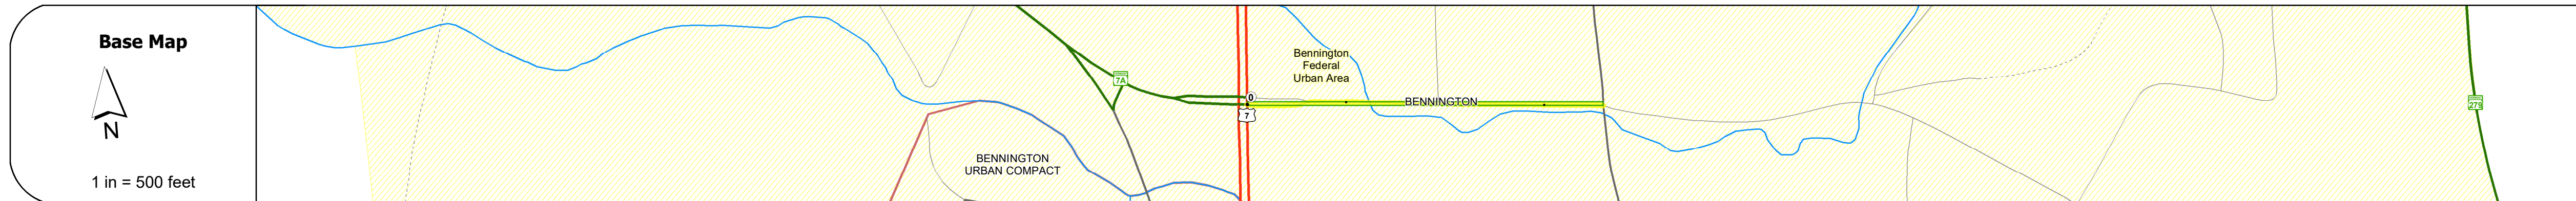 Base Map
N
1 in = 500 feet
7A
0
7
Bennington
Federal
Urban Area
BENNINGTON
BENNINGTON
URBAN COMPACT
279